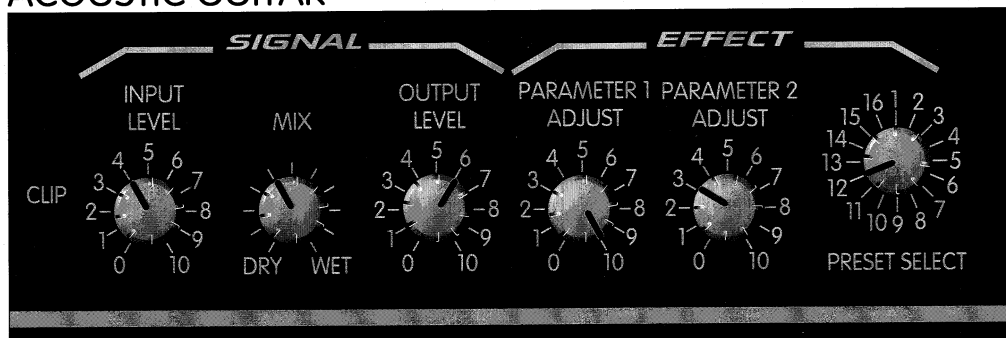 ACOUSTIC GUITAR
SIGNAL
EFFECT
INPUT LEVEL
MIX
OUTPUT LEVEL
PARAMETER 1 ADJUST
PARAMETER 2 ADJUST
CLIP
0 1 2 3 4 5 6 7 8 9 10
DRY WET
0 1 2 3 4 5 6 7 8 9 10
0 1 2 3 4 5 6 7 8 9 10
0 1 2 3 4 5 6 7 8 9 10
1 2 3 4 5 6 7 8 9 10 11 12 13 14 15 16
PRESET SELECT